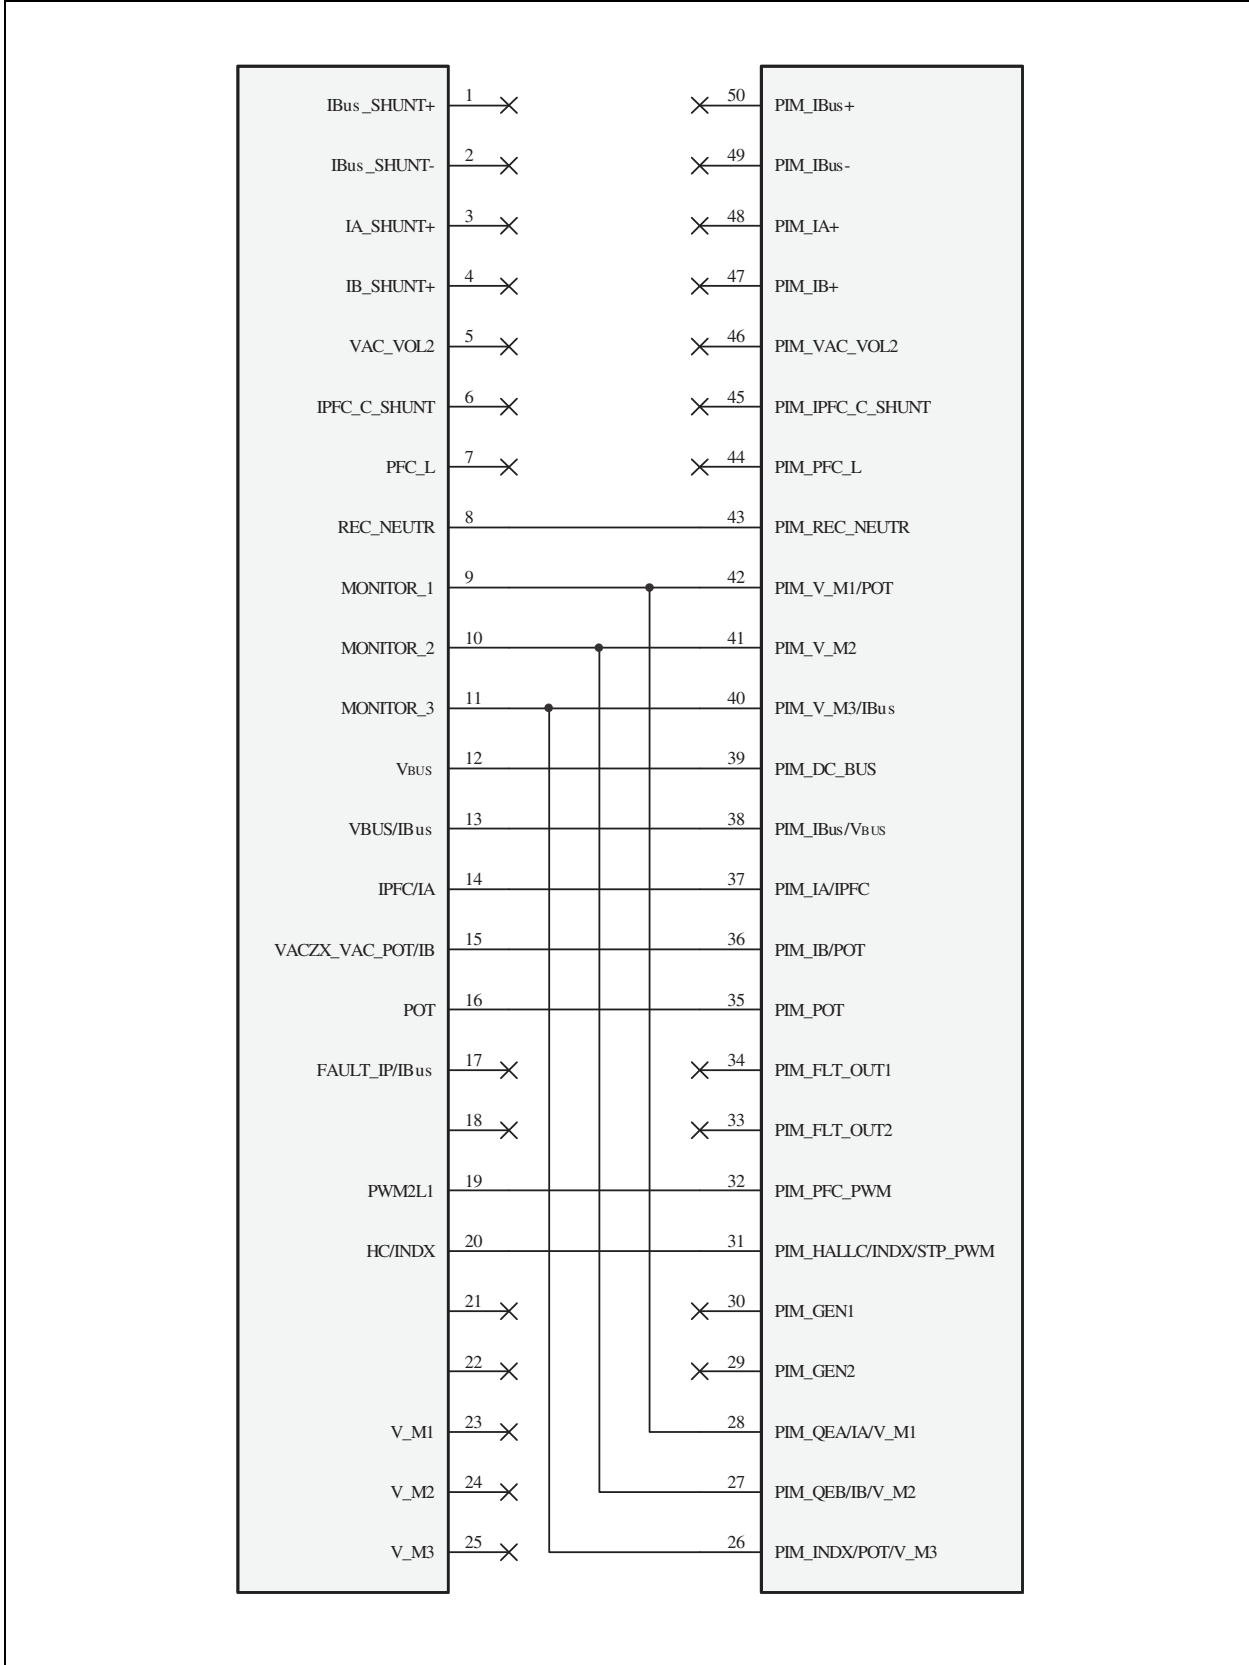 IBus_SHUNT+ 1 50 PIM_IBus+
IBus_SHUNT- 2 49 PIM_IBus-
IA_SHUNT+ 3 48 PIM_IA+
IB_SHUNT+ 4 47 PIM_IB+
VAC_VOL2 5 46 PIM_VAC_VOL2
IPFC_C_SHUNT 6 45 PIM_IPFC_C_SHUNT
PFC_L 7 44 PIM_PFC_L
REC_NEUTR 8 43 PIM_REC_NEUTR
MONITOR_1 9 42 PIM_V_M1/POT
MONITOR_2 10 41 PIM_V_M2
MONITOR_3 11 40 PIM_V_M3/IBus
VBUS 12 39 PIM_DC_BUS
VBUS/IBus 13 38 PIM_IBus/VBUS
IPFC/IA 14 37 PIM_IA/IPFC
VACZX_VAC_POT/IB 15 36 PIM_IB/POT
POT 16 35 PIM_POT
FAULT_IP/IBus 17 34 PIM_FLT_OUT1
18 33 PIM_FLT_OUT2
PWM2L1 19 32 PIM_PFC_PWM
HC/INDX 20 31 PIM_HALLC/INDX/STP_PWM
21 30 PIM_GEN1
22 29 PIM_GEN2
V_M1 23 28 PIM_QEA/IA/V_M1
V_M2 24 27 PIM_QEB/IB/V_M2
V_M3 25 26 PIM_INDX/POT/V_M3